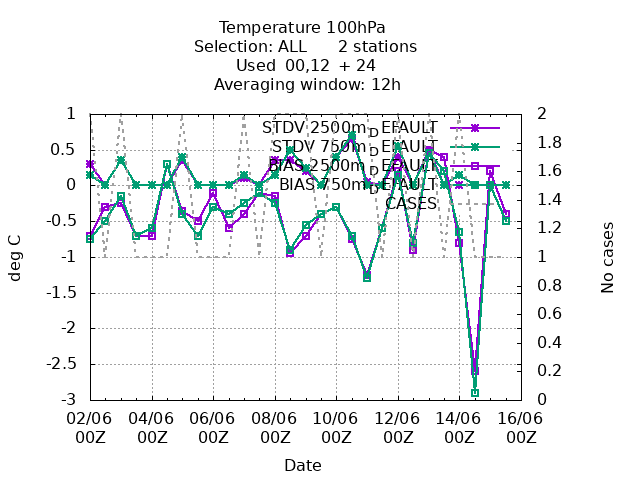 Temperature 100hPa
Selection: ALL 2 stations
Used 00,12 + 24
Averaging window: 12h
STDV 2500m_DEFAULT
STDV 750m_DEFAULT
BIAS 2500m_DEFAULT
BIAS 750m_DEFAULT
CASES
1
0.5
0
-0.5
-1
-1.5
-2
-2.5
-3
deg C
2
1.8
1.6
1.4
1.2
1
0.8
0.6
0.4
0.2
0
No cases
02/06 04/06 06/06 08/06 10/06 12/06 14/06 16/06
00Z 00Z 00Z 00Z 00Z 00Z 00Z 00Z
Date